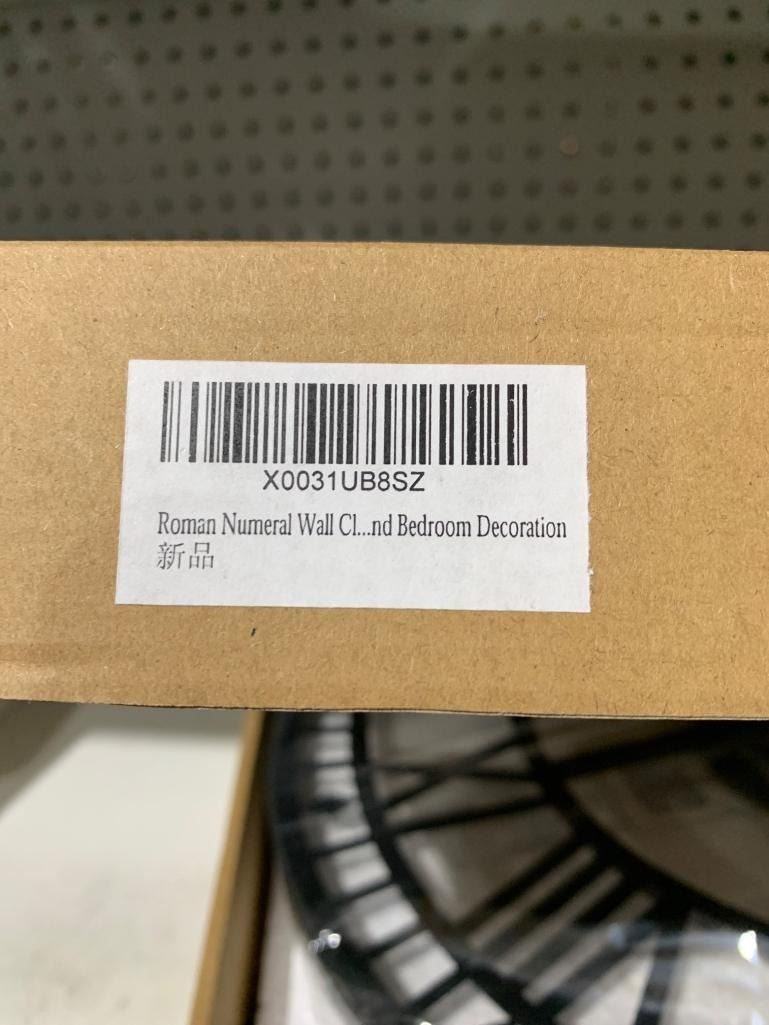 X0031UB8SZ
Roman Numeral Wall Cl...nd Bedroom Decoration
新品